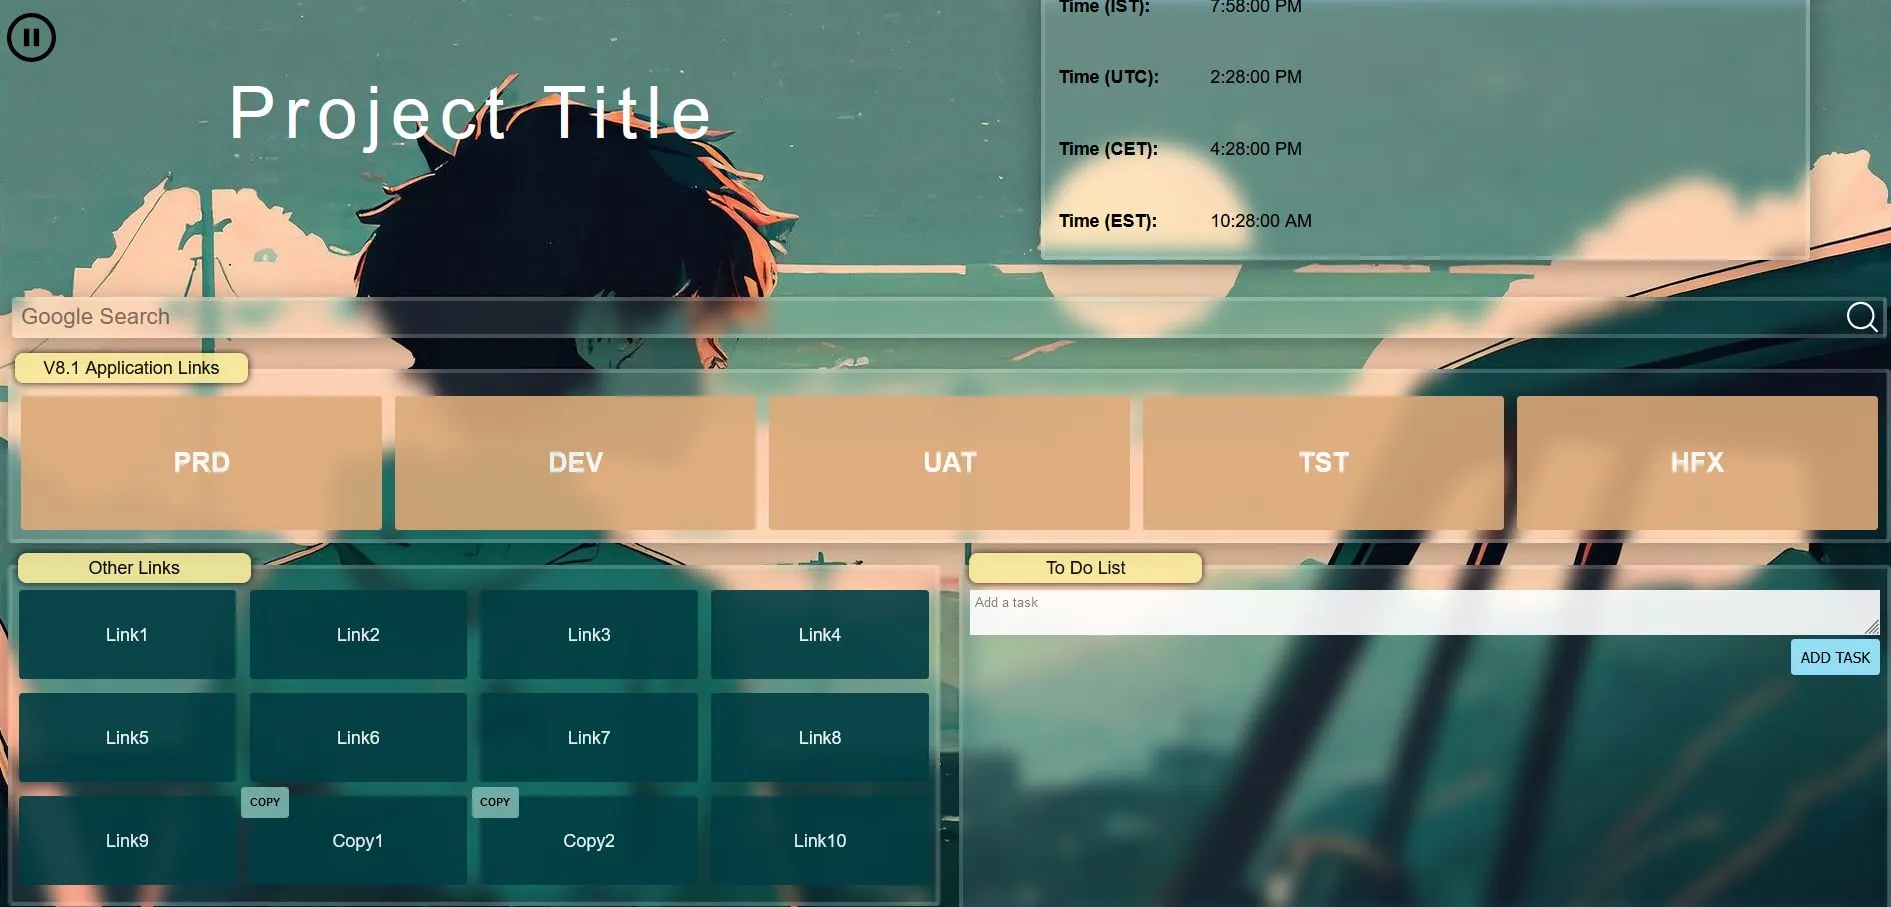 Time (IST): 7:58:00 PM
Project Title
Time (UTC): 2:28:00 PM
Time (CET): 4:28:00 PM
Time (EST): 10:28:00 AM
Google Search
V8.1 Application Links
PRD DEV UAT TST HFX
Other Links
To Do List
Link1 Link2 Link3 Link4
Add a task
ADD TASK
Link5 Link6 Link7 Link8
COPY COPY
Link9 Copy1 Copy2 Link10